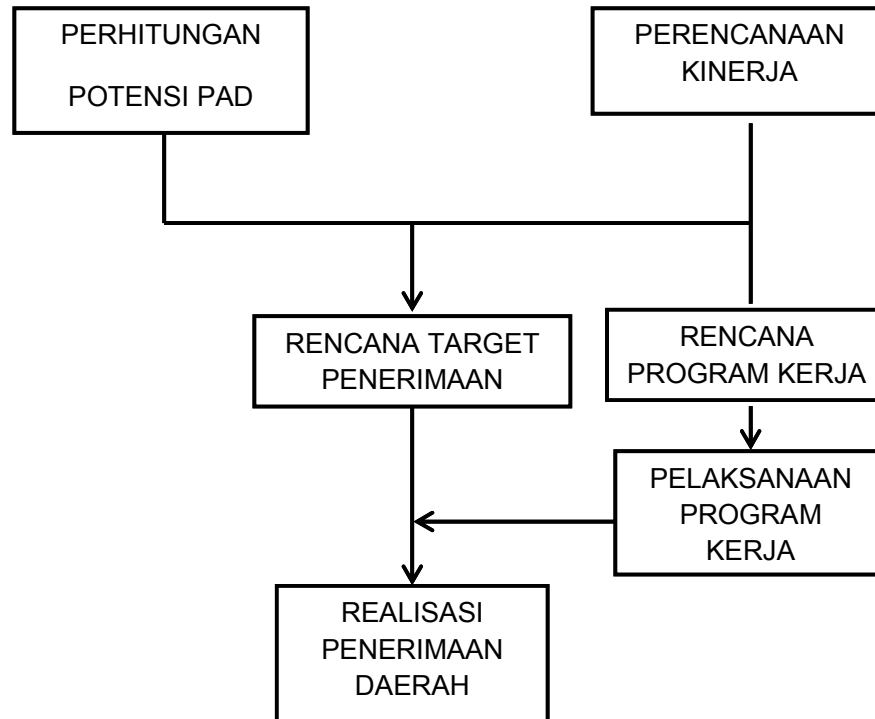 PERHITUNGAN
POTENSI PAD
PERENCANAAN
KINERJA
RENCANA TARGET
PENERIMAAN
RENCANA
PROGRAM KERJA
PELAKSANAAN
PROGRAM
KERJA
REALISASI
PENERIMAAN
DAERAH